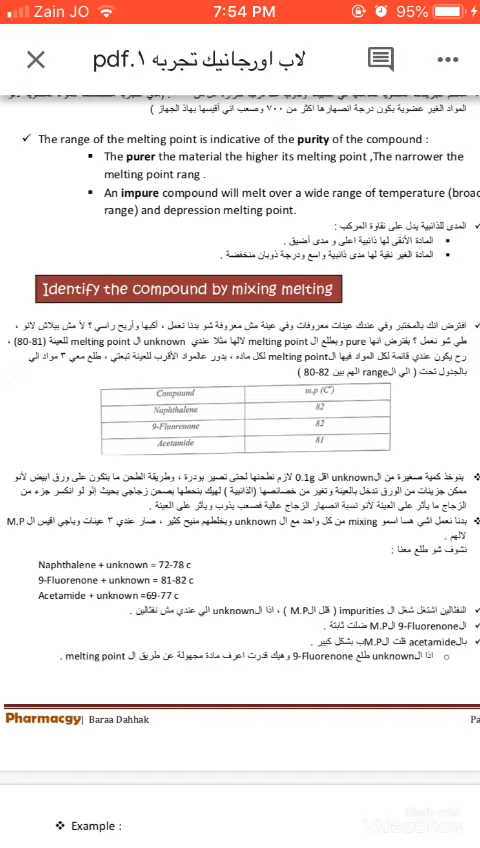 Zain JO 7:54 PM 95%
لاب اورجانيك تجربه ١.pdf
المواد الغير عضوية بكون درجة انصهارها اكثر من ٧٠٠ وصعب اني أقيسها بهاذ الجهاز )
✓ The range of the melting point is indicative of the purity of the compound :
▪ The purer the material the higher its melting point ,The narrower the
melting point rang .
▪ An impure compound will melt over a wide range of temperature (broad
range) and depression melting point.
✓ المدى للذائبية يدل على نقاوة المركب :
▪ المادة الأنقى لها ذائبية اعلى و مدى أضيق .
▪ المادة الغير نقية لها مدى ذائبية واسع ودرجة ذوبان منخفضة .
Identify the compound by mixing melting
✓ افترض انك بالمختبر وفي عندك عينات معروفات وفي عينة مش معروفة شو بدنا نعمل ، أكبها وأريح راسي ؟ لأ مش ببلاش لاتو ،
طي شو نعمل ؟ بفترض انها pure وبطلع ال melting point لالها مثلا عندي unknown ال melting point للعينة (80-81) ،
رح يكون عندي قائمة لكل المواد فيها الmelting point لكل ماده ، بدور عالمواد الأقرب للعينة تبعتي ، طلع معي ٣ مواد الي
بالجدول تحت ( الي الrange الهم بين 82-80 )
Compound m.p (C°)
Naphthalene 82
9-Fluorenone 82
Acetamide 81
❖ بنوخذ كمية صغيرة من الunknown اقل 0.1g لازم نطحنها لحتى تصير بودرة ، وطريقة الطحن ما بتكون على ورق ابيض لأنو
ممكن جزيئات من الورق تدخل بالعينة وتغير من خصائصها (الذائبية ) لهيك بنحطها بصحن زجاجي بحيث إنّو لو انكسر جزء من
الزجاج ما يأثر على العينة لأنو نسبة انصهار الزجاج عالية فصعب يذوب ويأثر على العينة .
❖ بدنا نعمل اشي هسا اسمو mixing من كل واحد مع ال unknown وبخلطهم منيح كثير ، صار عندي ٣ عينات وباجي اقيس ال M.P
لالهم .
نشوف شو طلع معنا :
Naphthalene + unknown = 72-78 c
9-Fluorenone + unknown = 81-82 c
Acetamide + unknown =69-77 c
✓ النفثالين اشتغل شغل ال impurities ( قلل ال M.P ) ، اذا الunknown الي عندي مش نفثالين .
✓ ال9-Fluorenone الM.P ضلت ثابتة .
✓ بالacetamide قلت الM.P بشكل كبير .
○ اذا الunknown طلع 9-Fluorenone وهيك قدرت اعرف مادة مجهولة عن طريق ال melting point .
Pharmacgy| Baraa Dahhak Pa
❖ Example :